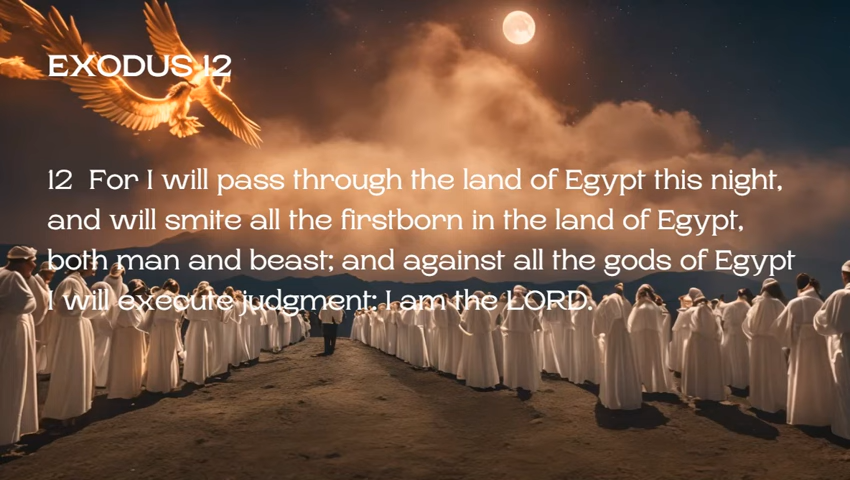 EXODUS 12
12 For I will pass through the land of Egypt this night,
and will smite all the firstborn in the land of Egypt,
both man and beast; and against all the gods of Egypt
I will execute judgment: I am the LORD.